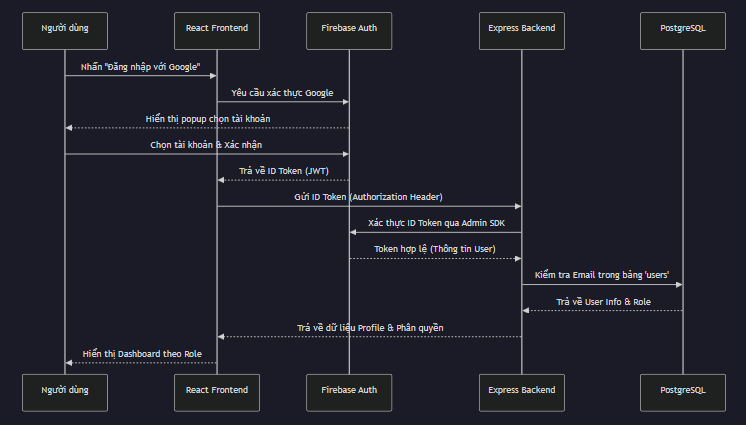 Người dùng
React Frontend
Firebase Auth
Express Backend
PostgreSQL
Nhấn "Đăng nhập với Google"
Yêu cầu xác thực Google
Hiển thị popup chọn tài khoản
Chọn tài khoản & Xác nhận
Trả về ID Token (JWT)
Gửi ID Token (Authorization Header)
Xác thực ID Token qua Admin SDK
Token hợp lệ (Thông tin User)
Kiểm tra Email trong bảng 'users'
Trả về User Info & Role
Trả về dữ liệu Profile & Phân quyền
Hiển thị Dashboard theo Role
Người dùng
React Frontend
Firebase Auth
Express Backend
PostgreSQL